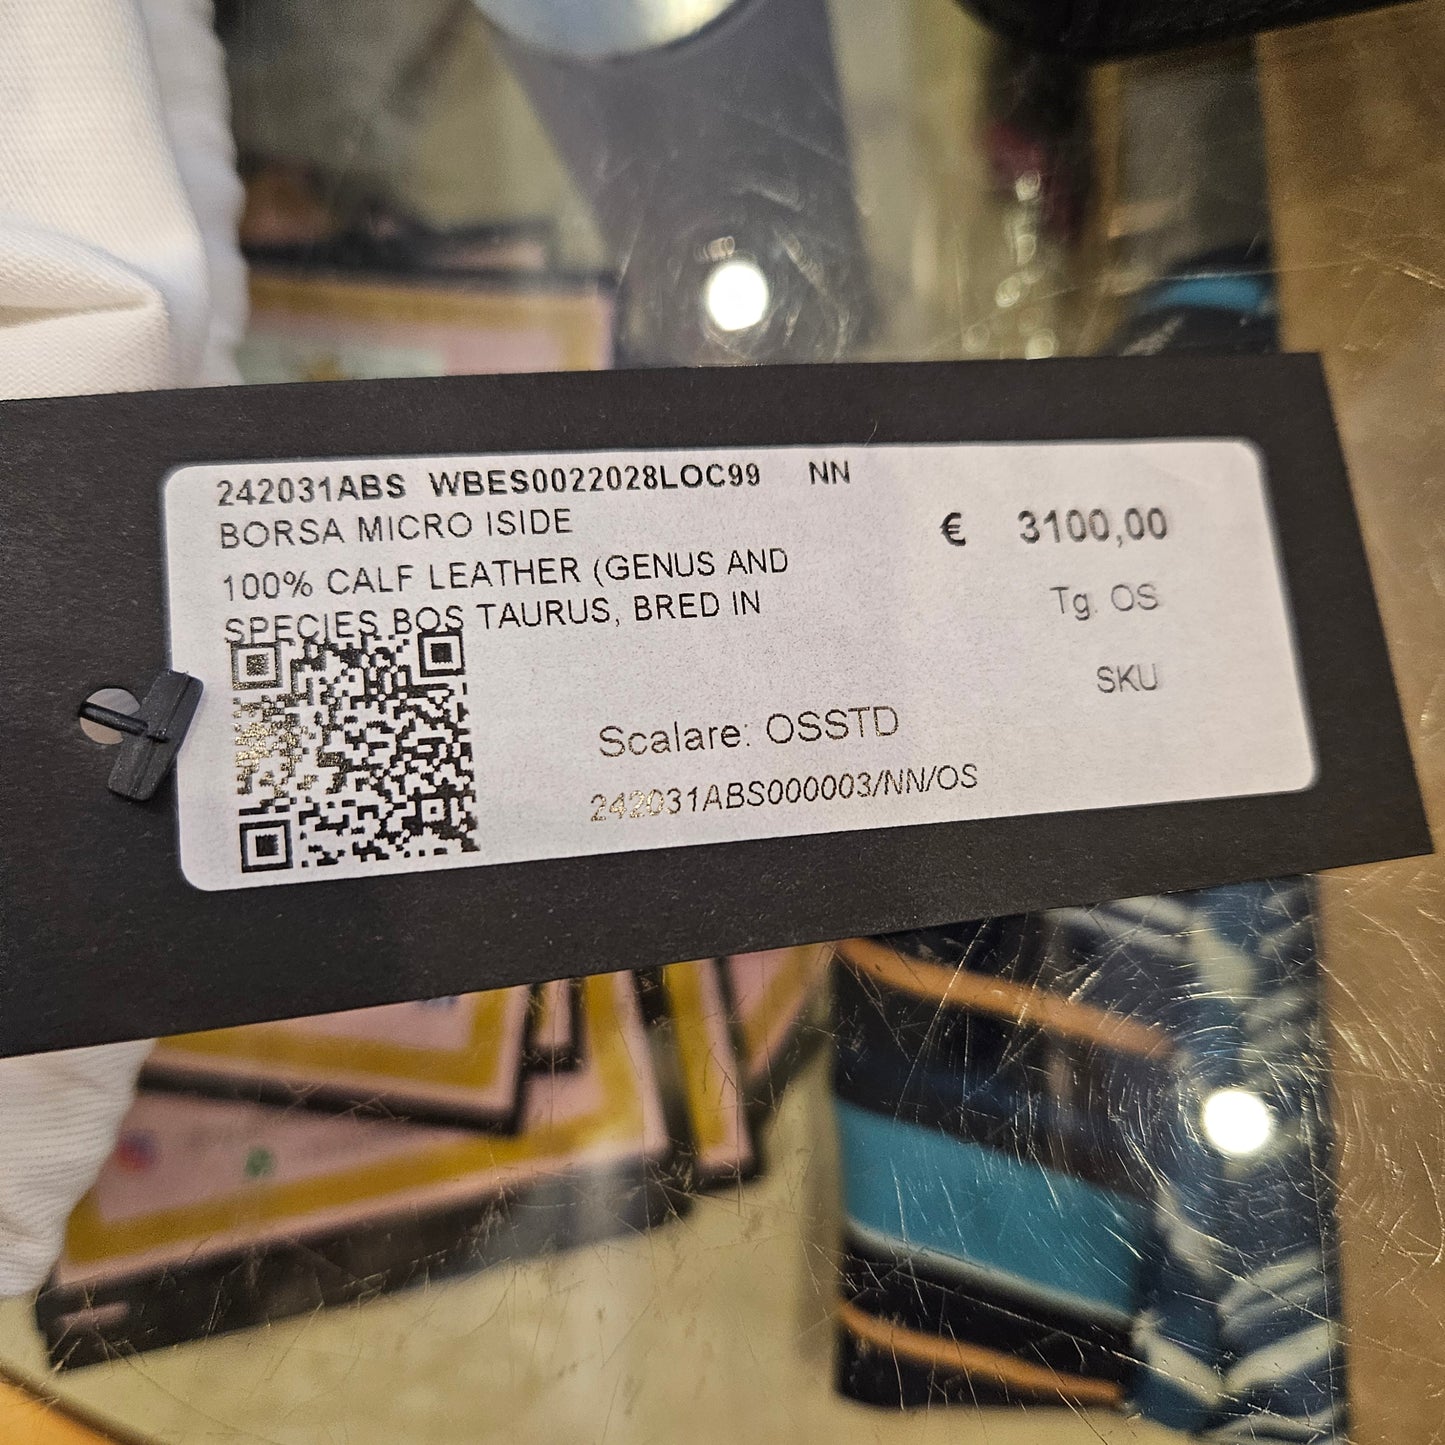 242031ABS WBES0022028LOC99 NN
BORSA MICRO ISIDE
€ 3100,00
100% CALF LEATHER (GENUS AND
SPECIES BOS TAURUS, BRED IN
Tg. OS
SKU
Scalare: OSSTD
242031ABS000003/NN/OS